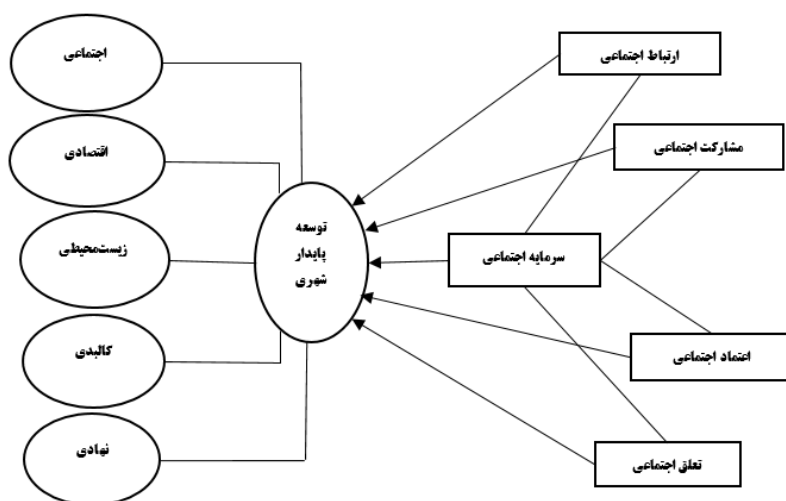 ارتباط اجتماعی
مشارکت اجتماعی
سرمایه اجتماعی
اعتماد اجتماعی
تعلق اجتماعی
توسعه
پایدار
شهری
اجتماعی
اقتصادی
زیست‌محیطی
کالبدی
نهادی